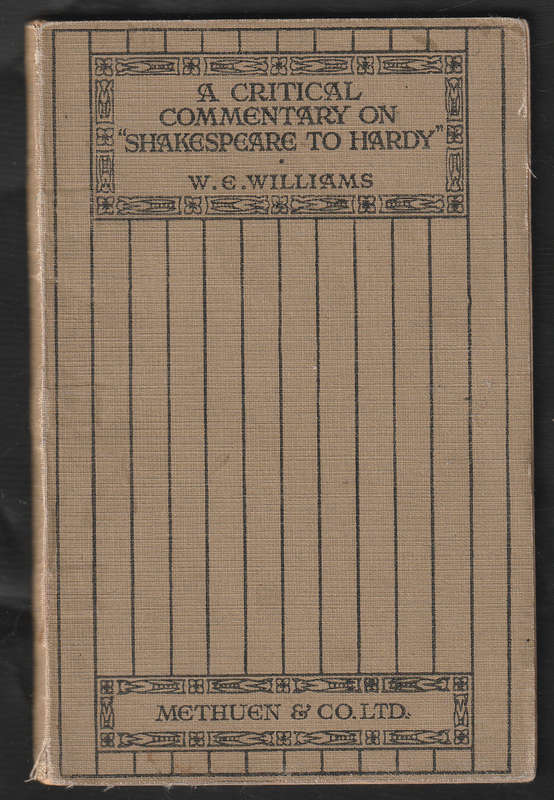 A CRITICAL
COMMENTARY ON
"SHAKESPEARE TO HARDY"
W. E. WILLIAMS
METHUEN & CO. LTD.